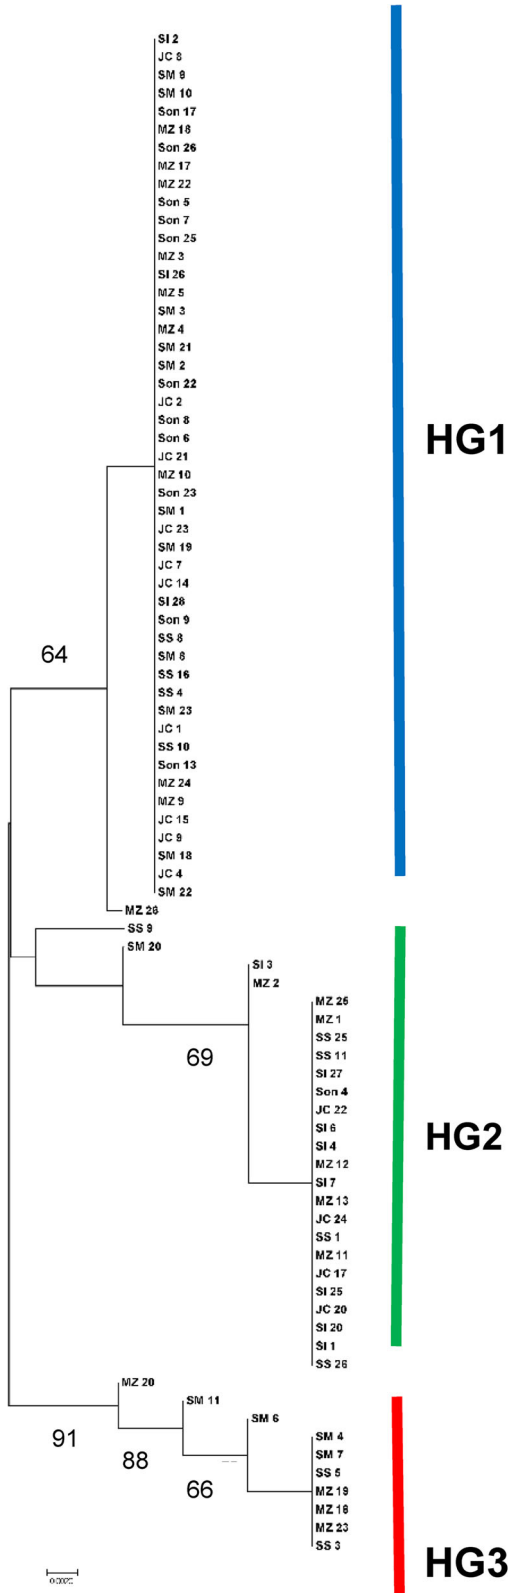 SI 2
JC 8
SM 9
SM 10
Son 17
MZ 18
Son 26
MZ 17
MZ 22
Son 5
Son 7
Son 25
MZ 3
SI 26
MZ 5
SM 3
MZ 4
SM 21
SM 2
Son 22
JC 2
Son 8
HG1
Son 6
JC 21
MZ 10
Son 23
SM 1
JC 23
SM 19
JC 7
JC 14
SI 28
Son 9
SS 8
64
SM 8
SS 16
SS 4
SM 23
JC 1
SS 10
Son 13
MZ 24
MZ 9
JC 15
JC 9
SM 18
JC 4
SM 22
MZ 26
SS 9
SM 20
SI 3
MZ 2
MZ 25
MZ 1
SS 25
SS 11
69
SI 27
Son 4
JC 22
SI 6
HG2
SI 4
MZ 12
SI 7
MZ 13
JC 24
SS 1
MZ 11
JC 17
SI 25
JC 20
SI 20
SI 1
SS 26
MZ 20
SM 11
SM 6
91
SM 4
88
SM 7
SS 5
66
MZ 19
MZ 16
MZ 23
SS 3
HG3
0.0020